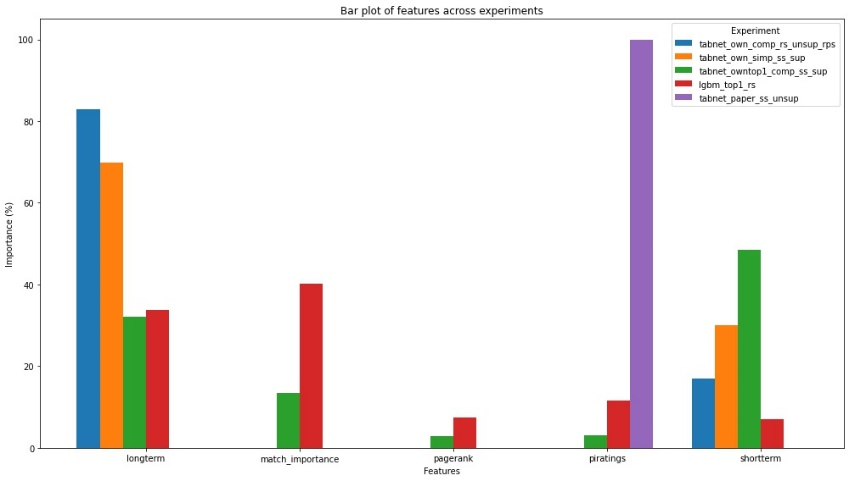 Bar plot of features across experiments
Experiment
tabnet_own_comp_rs_unsup_rps
tabnet_own_simp_ss_sup
tabnet_owntop1_comp_ss_sup
lgbm_top1_rs
tabnet_paper_ss_unsup
Importance (%)
100
80
60
40
20
0
longterm match_importance pagerank piratings shortterm
Features